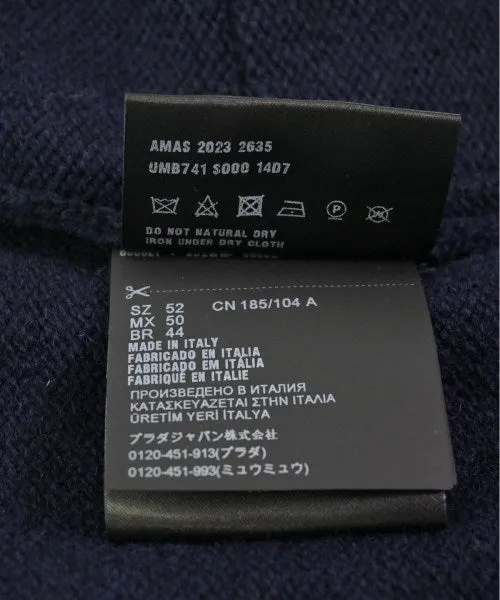 AMAS 2023 2635
UMB741 S000 14D7
DO NOT NATURAL DRY
IRON UNDER DRY CLOTH
SZ 52 CN 185/104 A
MX 50
BR 44
MADE IN ITALY
FABRICADO EN ITALIA
FABRICADO EM ITÁLIA
FABRIQUÉ EN ITALIE
ПРОИЗВЕДЕНО В ИТАЛИЯ
ΚΑΤΑΣΚΕΥΑΖΕΤΑΙ ΣΤΗΝ ΙΤΑΛΙΑ
ÜRETİM YERİ İTALYA
プラダジャパン株式会社
0120-451-913(プラダ)
0120-451-993(ミュウミュウ)